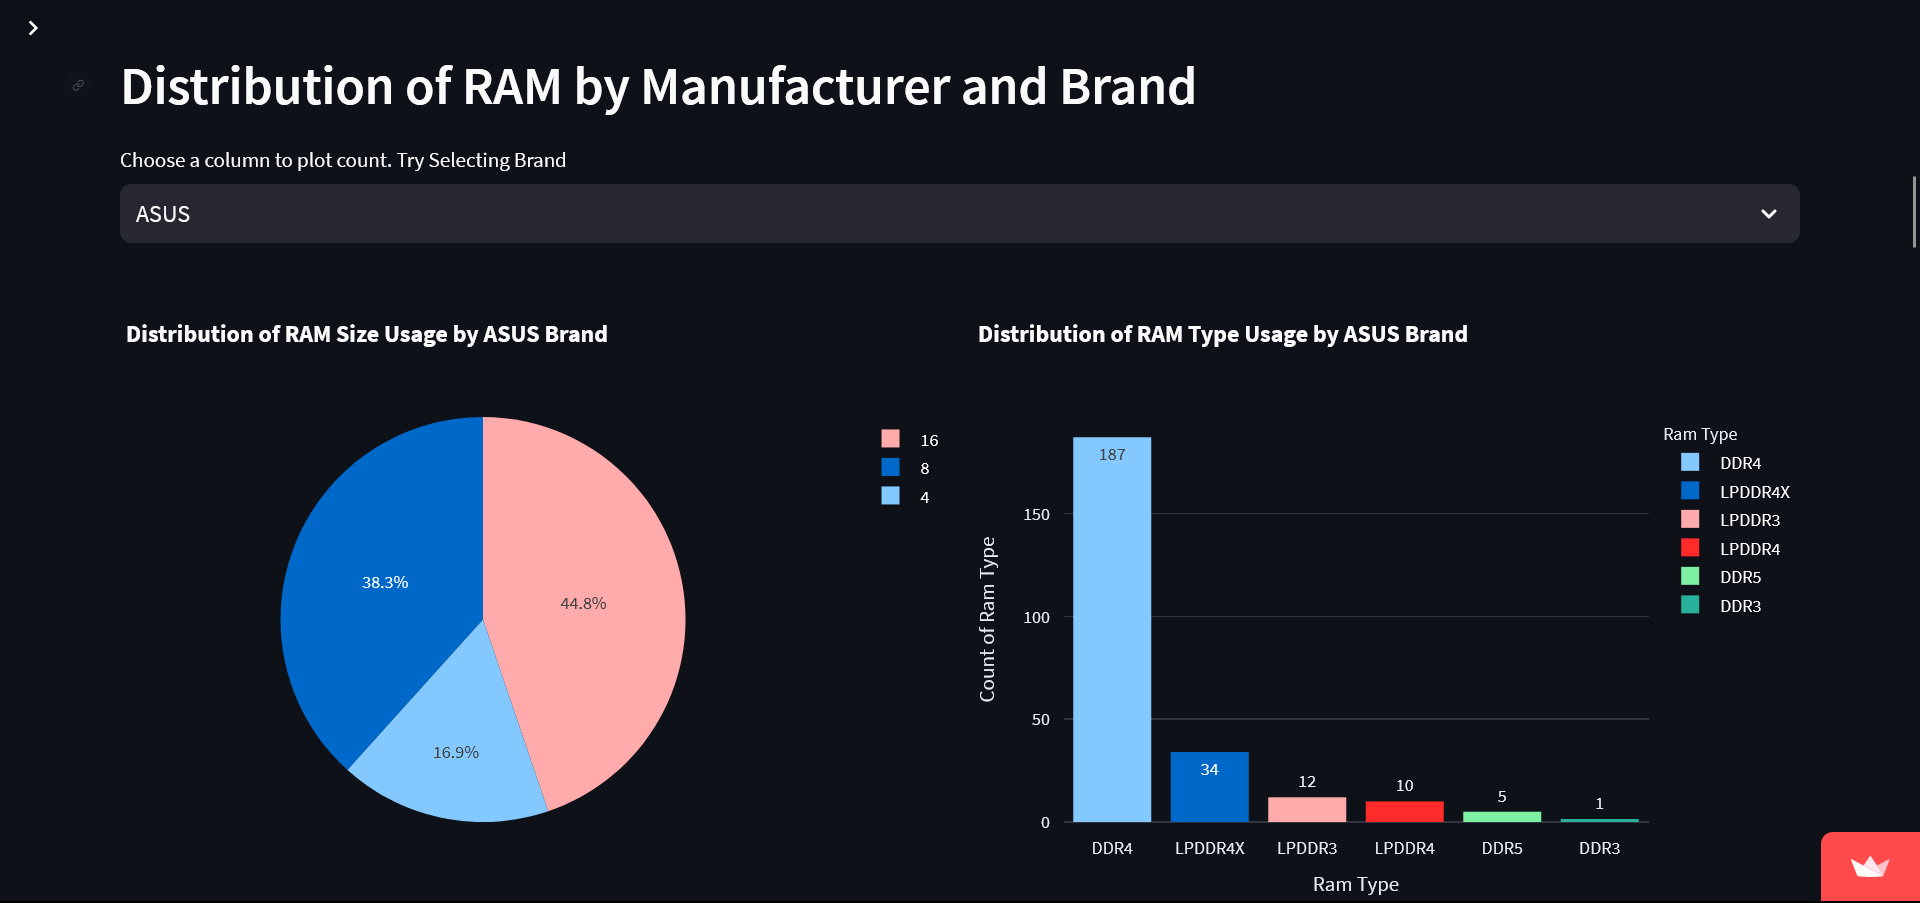 Distribution of RAM by Manufacturer and Brand
Choose a column to plot count. Try Selecting Brand
ASUS
Distribution of RAM Size Usage by ASUS Brand
16
8
4
38.3%
44.8%
16.9%
Distribution of RAM Type Usage by ASUS Brand
Ram Type
DDR4
LPDDR4X
LPDDR3
LPDDR4
DDR5
DDR3
Count of Ram Type
150
100
50
0
187
34
12
10
5
1
DDR4 LPDDR4X LPDDR3 LPDDR4 DDR5 DDR3
Ram Type